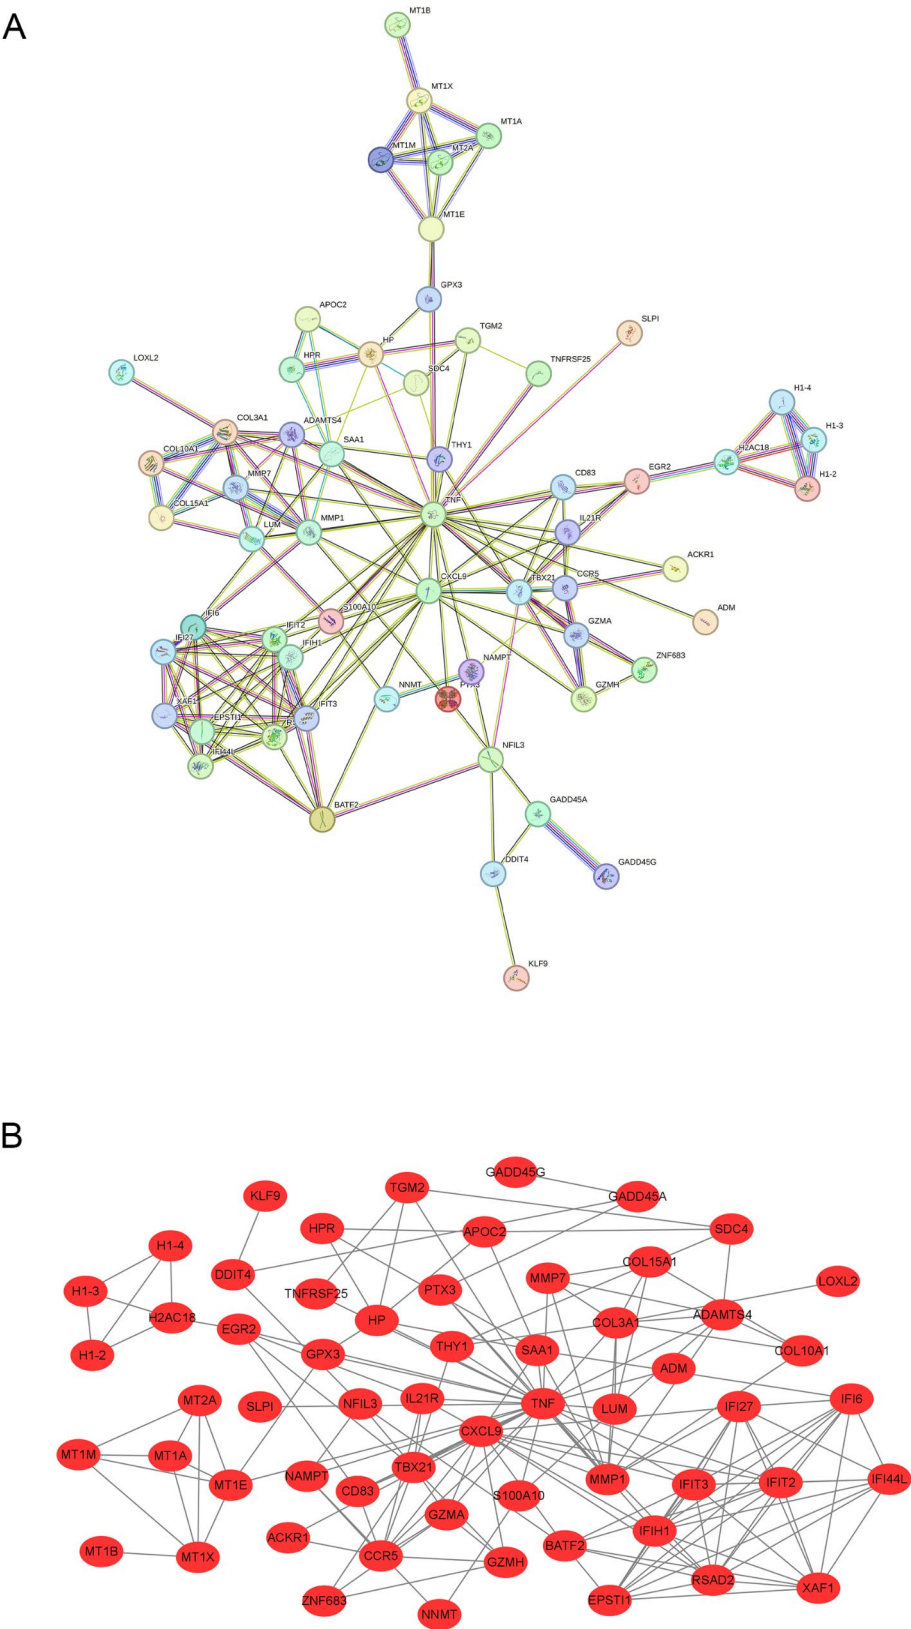 A
MT1B
MT1X
MT1A
MT1M
MT2A
MT1E
GPX3
APOC2
TGM2
SLPI
HP
HPR
LOXL2
SDC4
TNFRSF25
H1-4
COL3A1
ADAMTS4
H1-3
SAA1
THY1
H2AC18
COL10A1
MMP7
CD83
EGR2
H1-2
COL15A1
TNF
LUM
MMP1
IL21R
ACKR1
CXCL9
TBX21
CCR5
IFI6
S100A10
ADM
IFI27
IFIT2
IFIH1
GZMA
NAMPT
ZNF683
NNMT
PTX3
GZMH
XAF1
IFIT3
EPSTI1
R
IFI44L
NFIL3
BATF2
GADD45A
DDIT4
GADD45G
KLF9
B
GADD45G
TGM2
KLF9
GADD45A
HPR
APOC2
SDC4
H1-4
COL15A1
DDIT4
MMP7
LOXL2
H1-3
TNFRSF25
PTX3
H2AC18
HP
COL3A1
ADAMTS4
EGR2
THY1
SAA1
COL10A1
H1-2
GPX3
ADM
MT2A
SLPI
NFIL3
IL21R
TNF
LUM
IFI27
IFI6
CXCL9
MT1M
MT1A
TBX21
NAMPT
MMP1
MT1E
CD83
S100A10
IFIT3
IFIT2
IFI44L
GZMA
ACKR1
IFIH1
BATF2
MT1B
MT1X
CCR5
GZMH
RSAD2
XAF1
ZNF683
EPSTI1
NNMT